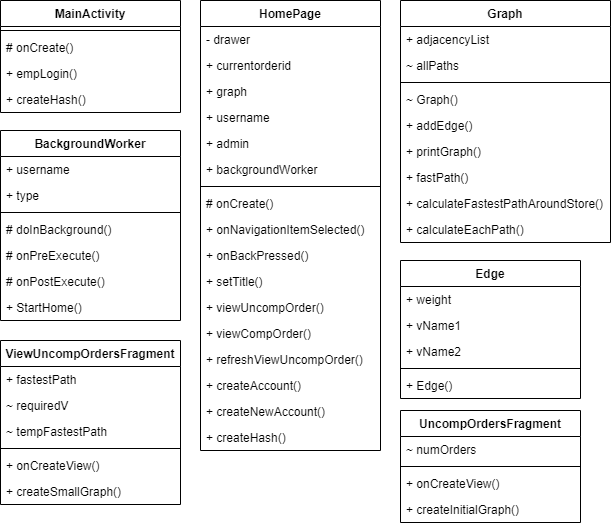 MainActivity
# onCreate()
+ empLogin()
+ createHash()
BackgroundWorker
+ username
+ type
# doInBackground()
# onPreExecute()
# onPostExecute()
+ StartHome()
ViewUncompOrdersFragment
+ fastestPath
~ requiredV
~ tempFastestPath
+ onCreateView()
+ createSmallGraph()
HomePage
- drawer
+ currentorderid
+ graph
+ username
+ admin
+ backgroundWorker
# onCreate()
+ onNavigationItemSelected()
+ onBackPressed()
+ setTitle()
+ viewUncompOrder()
+ viewCompOrder()
+ refreshViewUncompOrder()
+ createAccount()
+ createNewAccount()
+ createHash()
Graph
+ adjacencyList
~ allPaths
~ Graph()
+ addEdge()
+ printGraph()
+ fastPath()
+ calculateFastestPathAroundStore()
+ calculateEachPath()
Edge
+ weight
+ vName1
+ vName2
+ Edge()
UncompOrdersFragment
~ numOrders
+ onCreateView()
+ createInitialGraph()